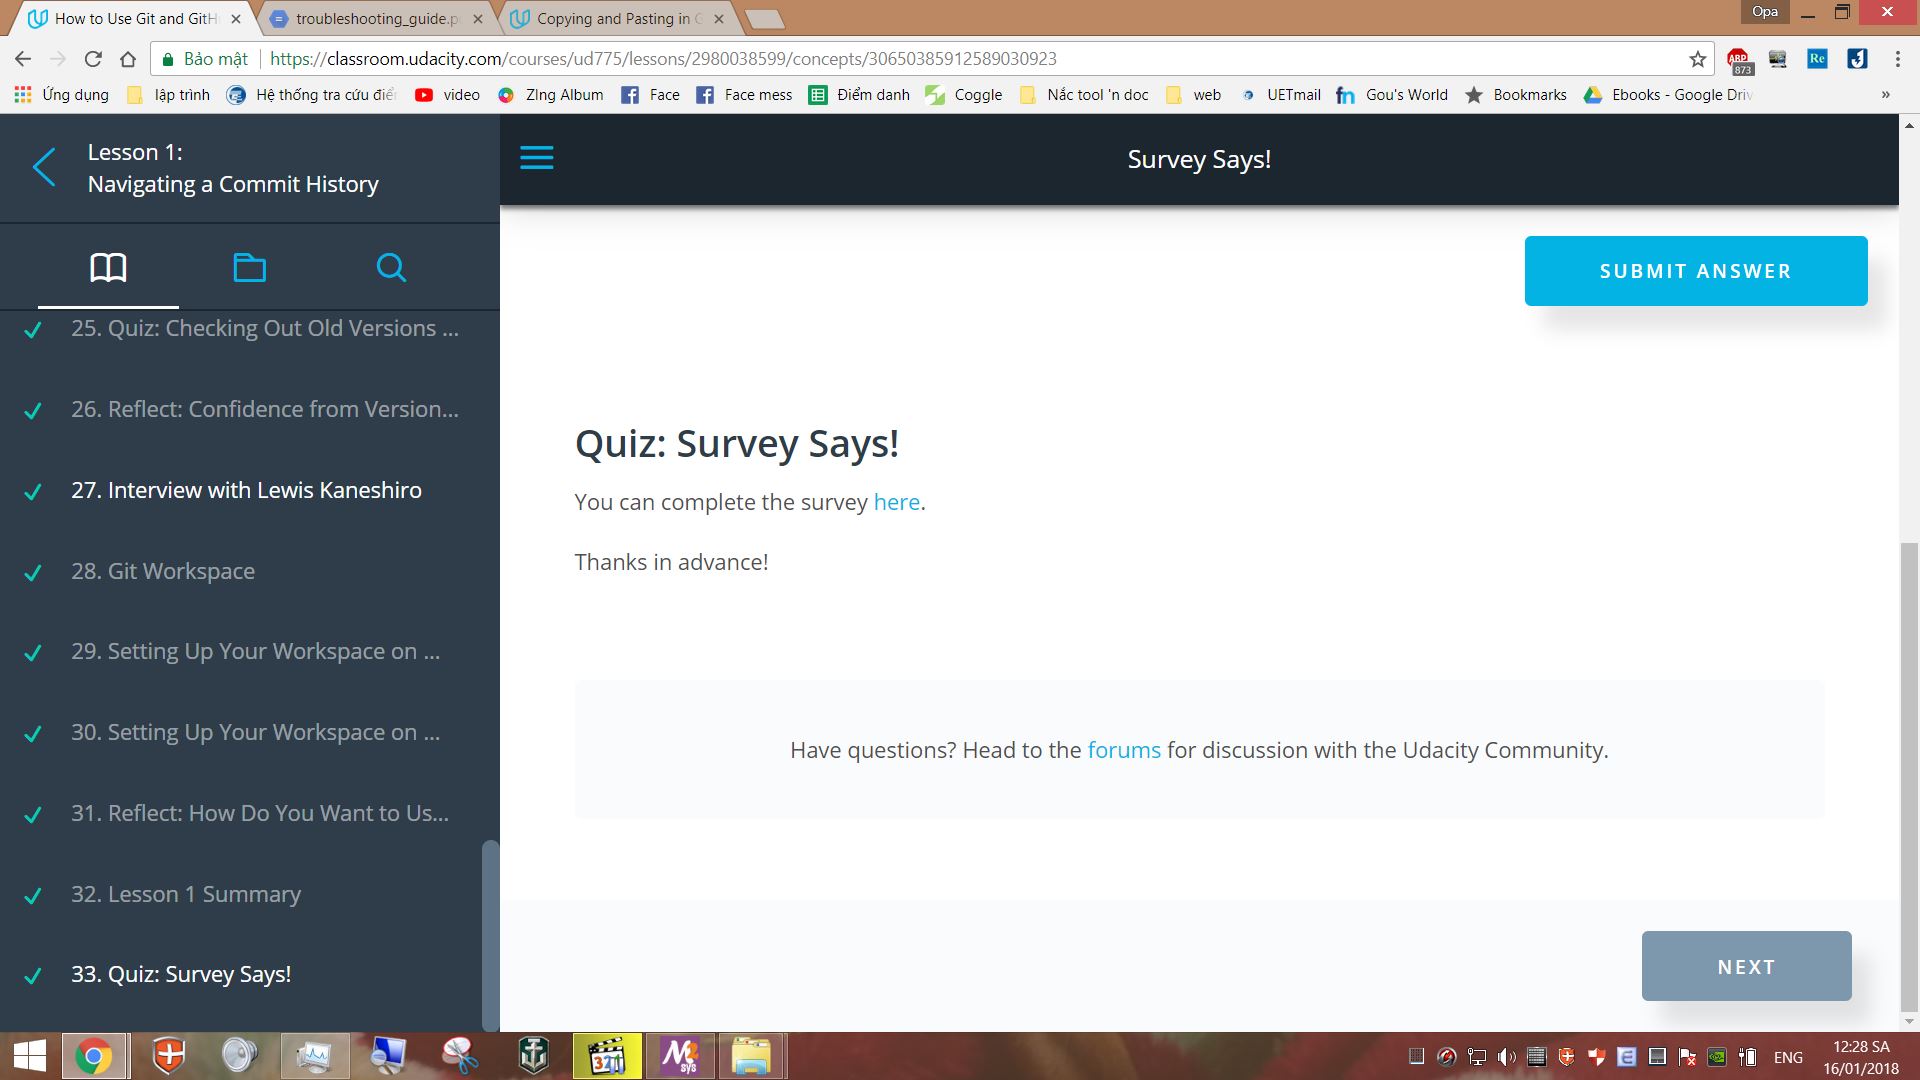 How to Use Git and GitH
troubleshooting_guide.p
Copying and Pasting in G
Opa
Bảo mật
https://classroom.udacity.com/courses/ud775/lessons/2980038599/concepts/30650385912589030923
ABP
873
Re
Ứng dụng
lập trình
Hệ thống tra cứu điể
video
ZIng Album
Face
Face mess
Điểm danh
Coggle
Nắc tool 'n doc
web
UETmail
Gou's World
Bookmarks
Ebooks - Google Driv
»
Lesson 1:
Navigating a Commit History
Survey Says!
SUBMIT ANSWER
25. Quiz: Checking Out Old Versions ...
26. Reflect: Confidence from Version...
27. Interview with Lewis Kaneshiro
28. Git Workspace
29. Setting Up Your Workspace on ...
30. Setting Up Your Workspace on ...
31. Reflect: How Do You Want to Us...
32. Lesson 1 Summary
33. Quiz: Survey Says!
Quiz: Survey Says!
You can complete the survey here.
Thanks in advance!
Have questions? Head to the forums for discussion with the Udacity Community.
NEXT
321
sys
ENG
12:28 SA
16/01/2018